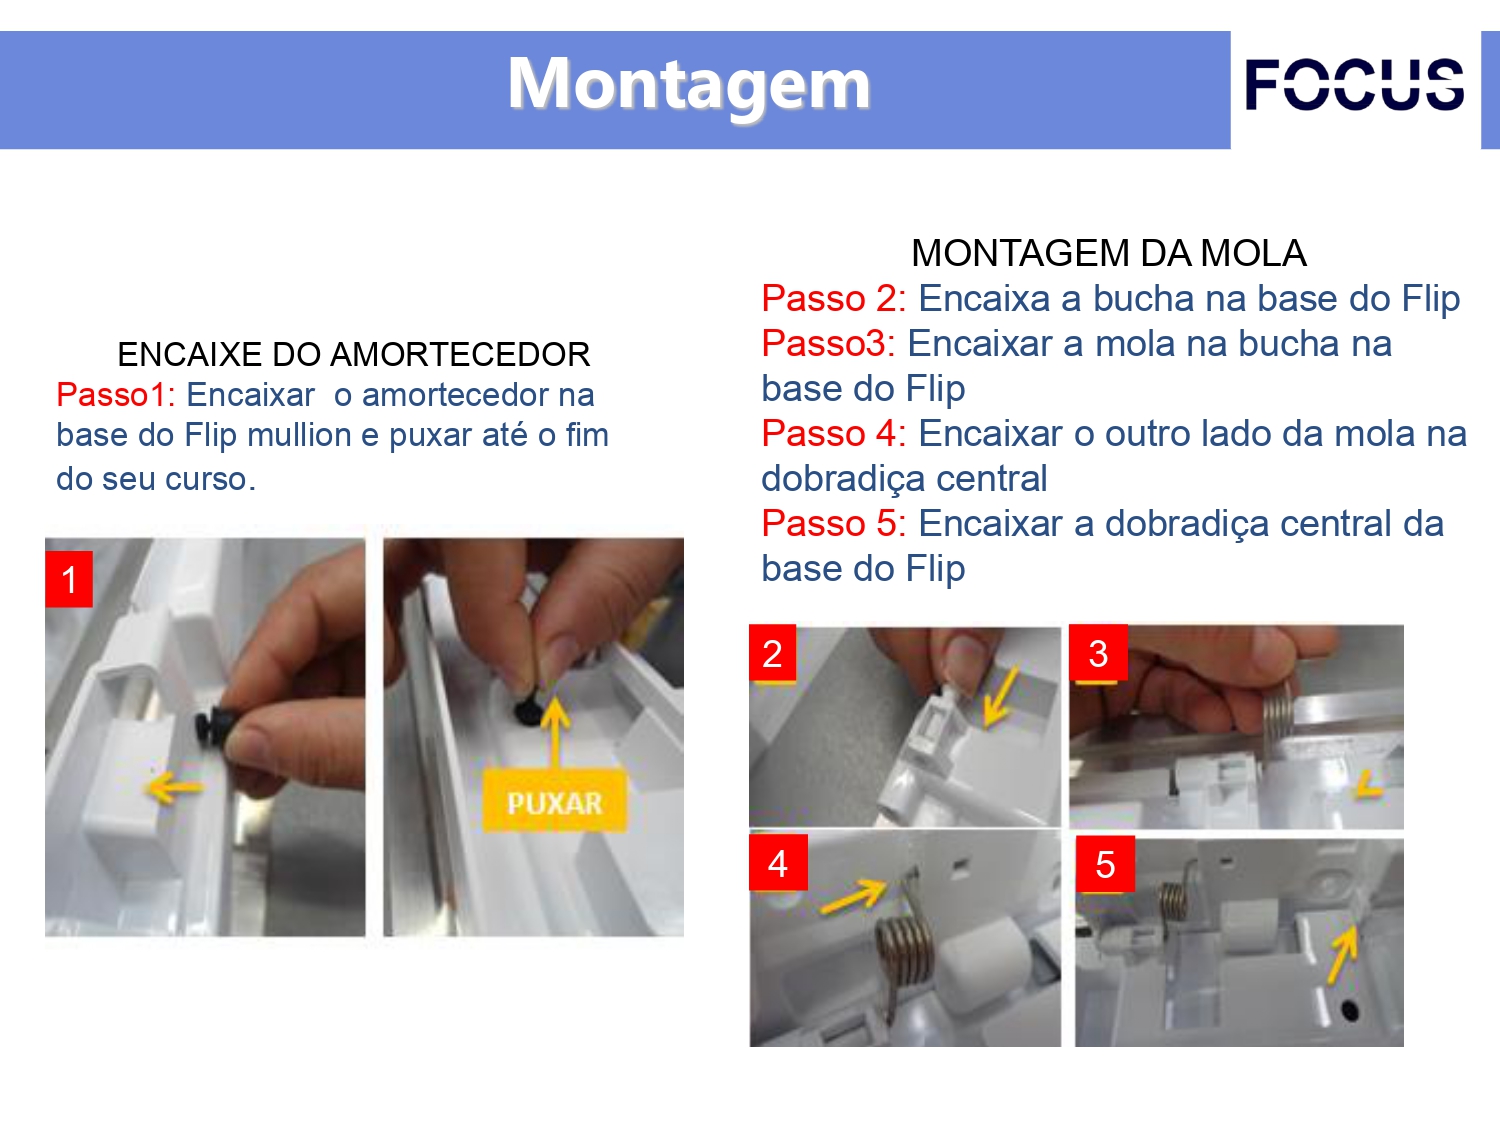 Montagem
FOCUS
ENCAIXE DO AMORTECEDOR
Passo1: Encaixar  o amortecedor na
base do Flip mullion e puxar até o fim
do seu curso.
1
PUXAR
MONTAGEM DA MOLA
Passo 2: Encaixa a bucha na base do Flip
Passo3: Encaixar a mola na bucha na
base do Flip
Passo 4: Encaixar o outro lado da mola na
dobradiça central
Passo 5: Encaixar a dobradiça central da
base do Flip
2
3
4
5